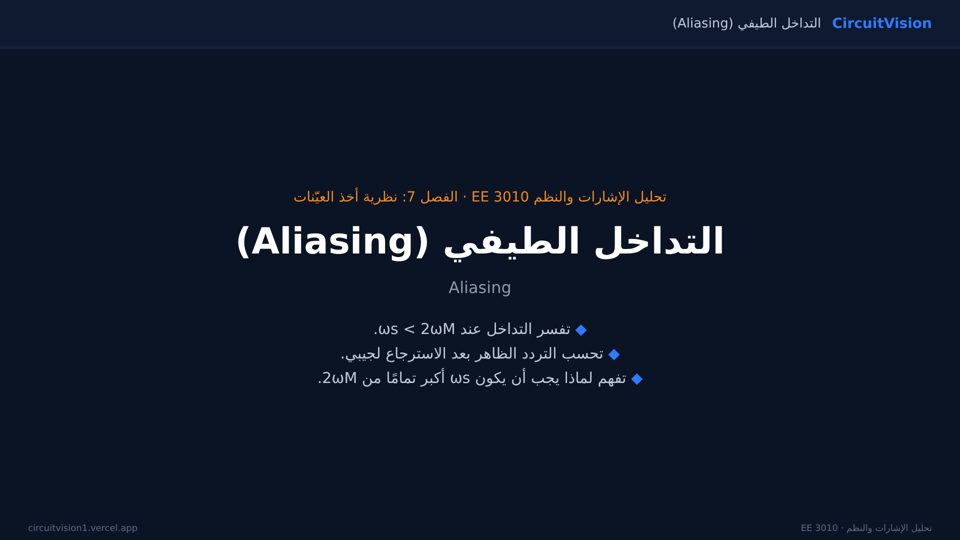 CircuitVision التداخل الطيفي (Aliasing)
تحليل الإشارات والنظم EE 3010 · الفصل 7: نظرية أخذ العيّنات
التداخل الطيفي (Aliasing)
Aliasing
◆ تفسر التداخل عند ωs < 2ωM.
◆ تحسب التردد الظاهر بعد الاسترجاع لجيبي.
◆ تفهم لماذا يجب أن يكون ωs أكبر تمامًا من 2ωM.
circuitvision1.vercel.app
تحليل الإشارات والنظم · EE 3010